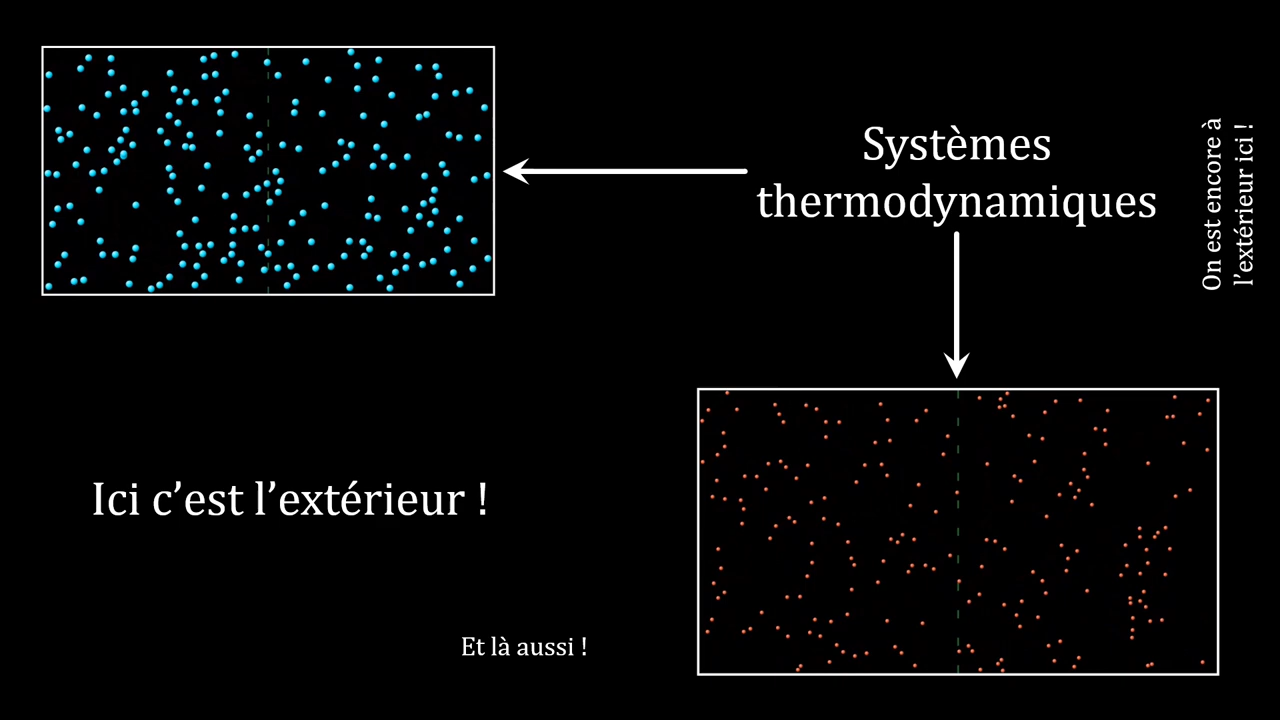 Systèmes
thermodynamiques
On est encore à
l’extérieur ici !
Ici c’est l’extérieur !
Et là aussi !